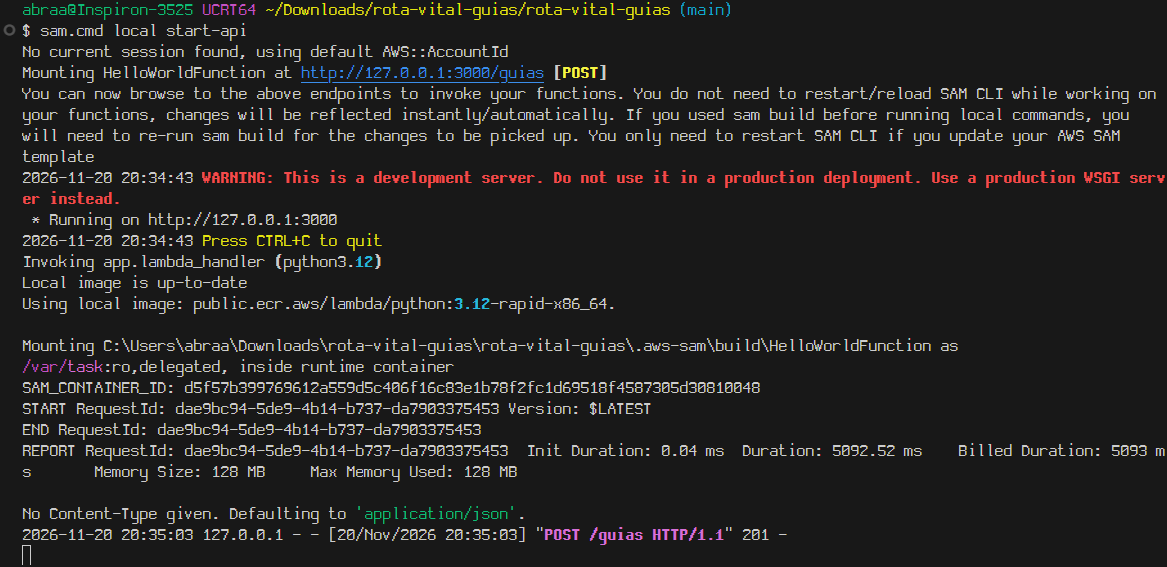 abraa@Inspiron-3525 UCRT64 ~/Downloads/rota-vital-guias/rota-vital-guias (main)
$ sam.cmd local start-api
No current session found, using default AWS::AccountId
Mounting HelloWorldFunction at http://127.0.0.1:3000/guias [POST]
You can now browse to the above endpoints to invoke your functions. You do not need to restart/reload SAM CLI while working on
your functions, changes will be reflected instantly/automatically. If you used sam build before running local commands, you
will need to re-run sam build for the changes to be picked up. You only need to restart SAM CLI if you update your AWS SAM
template
2026-11-20 20:34:43 WARNING: This is a development server. Do not use it in a production deployment. Use a production WSGI serv
er instead.
 * Running on http://127.0.0.1:3000
2026-11-20 20:34:43 Press CTRL+C to quit
Invoking app.lambda_handler (python3.12)
Local image is up-to-date
Using local image: public.ecr.aws/lambda/python:3.12-rapid-x86_64.
Mounting C:\Users\abraa\Downloads\rota-vital-guias\rota-vital-guias\.aws-sam\build\HelloWorldFunction as
/var/task:ro,delegated, inside runtime container
SAM_CONTAINER_ID: d5f57b399769612a559d5c406f16c83e1b78f2fc1d69518f4587305d30810048
START RequestId: dae9bc94-5de9-4b14-b737-da7903375453 Version: $LATEST
END RequestId: dae9bc94-5de9-4b14-b737-da7903375453
REPORT RequestId: dae9bc94-5de9-4b14-b737-da7903375453  Init Duration: 0.04 ms  Duration: 5092.52 ms    Billed Duration: 5093 m
s       Memory Size: 128 MB     Max Memory Used: 128 MB
No Content-Type given. Defaulting to 'application/json'.
2026-11-20 20:35:03 127.0.0.1 - - [20/Nov/2026 20:35:03] "POST /guias HTTP/1.1" 201 -